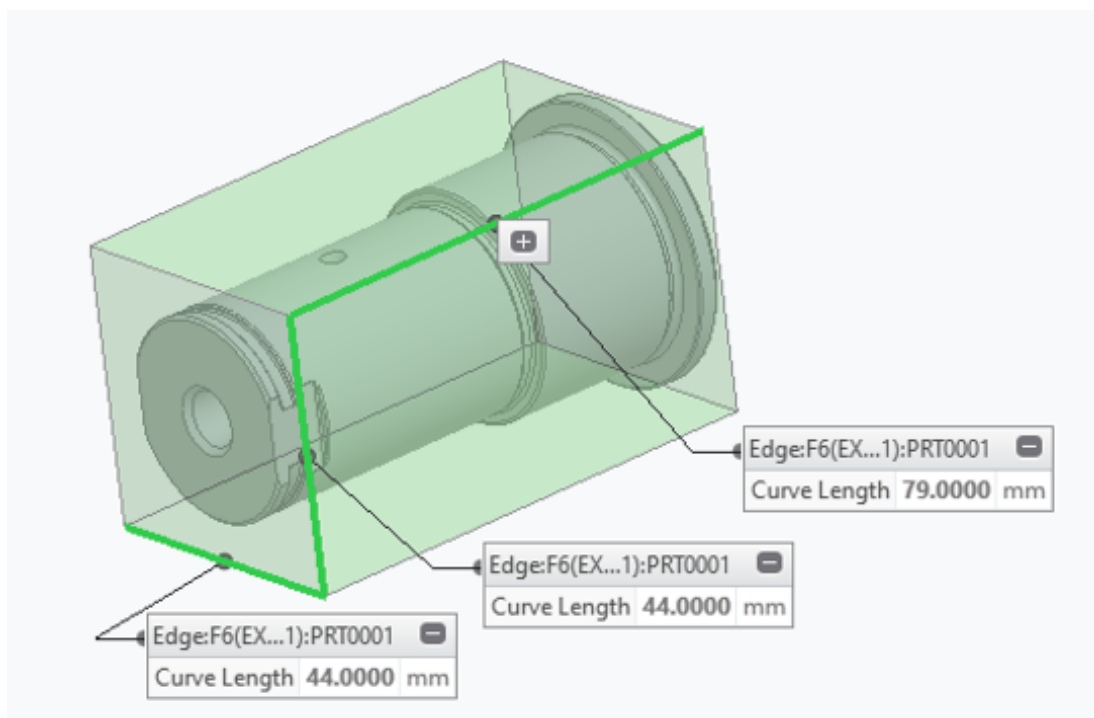 Edge:F6(EX...1):PRT0001
Curve Length 79.0000 mm
Edge:F6(EX...1):PRT0001
Curve Length 44.0000 mm
Edge:F6(EX...1):PRT0001
Curve Length 44.0000 mm